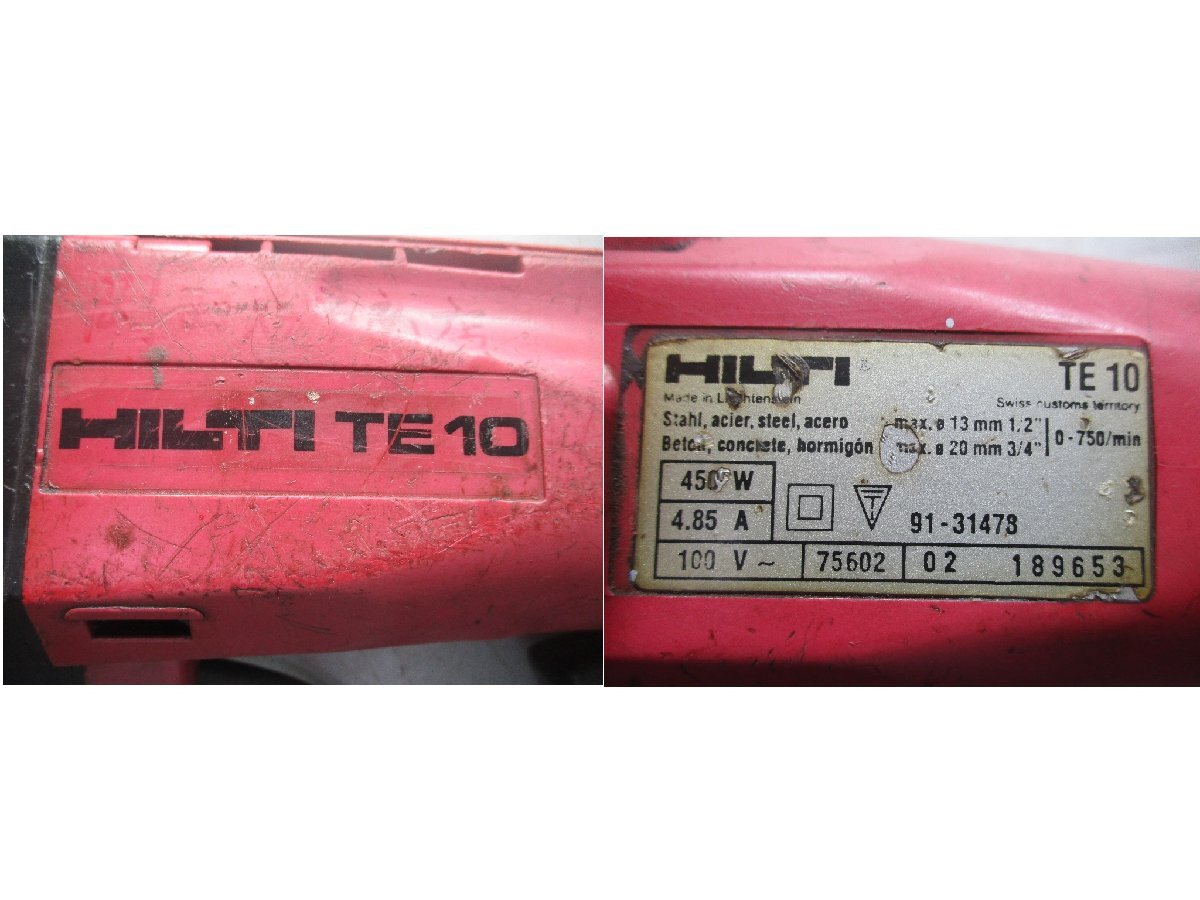 HILTI TE 10
HILTI ® TE 10
Made in Liechtenstein Swiss customs territory
Stahl, acier, steel, acero max. ø 13 mm 1.2" 0-750/min
Beton, concrete, hormigón max. ø 20 mm 3/4"
450 W
4.85 A 91-31478
100 V ~ 75602 02 189653